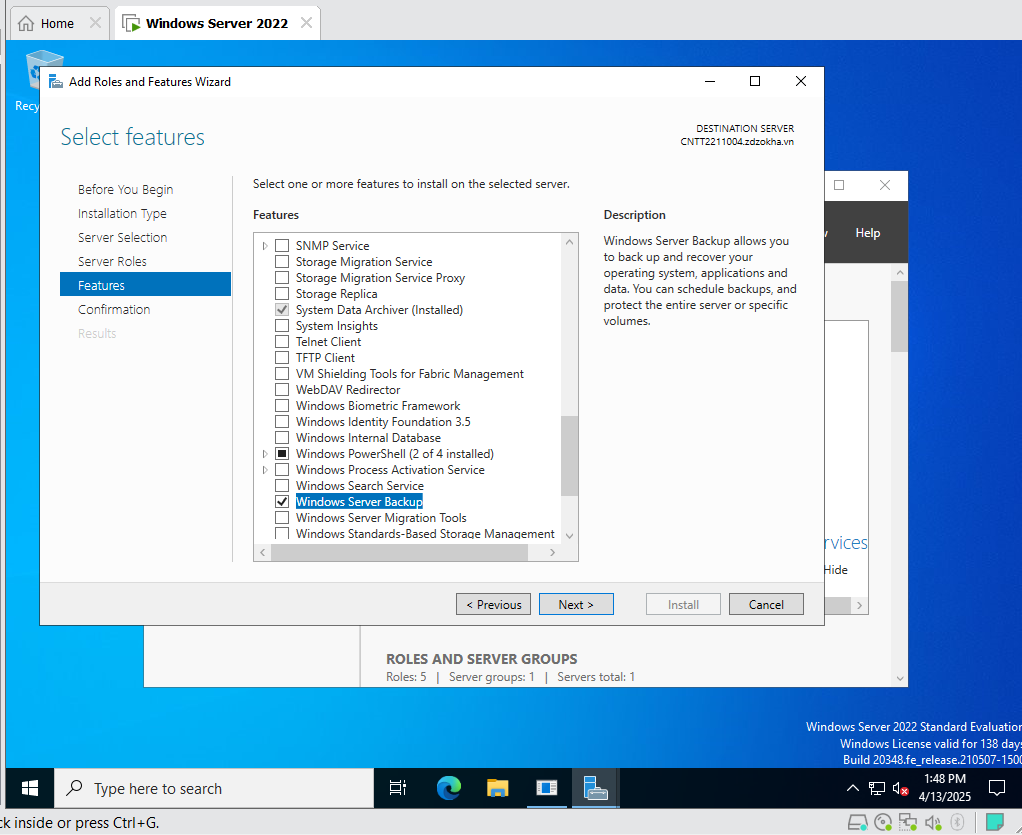 Home
Windows Server 2022
Recy
Add Roles and Features Wizard
Select features
DESTINATION SERVER
CNTT2211004.zdzokha.vn
Before You Begin
Installation Type
Server Selection
Server Roles
Features
Confirmation
Results
Select one or more features to install on the selected server.
Features
SNMP Service
Storage Migration Service
Storage Migration Service Proxy
Storage Replica
System Data Archiver (Installed)
System Insights
Telnet Client
TFTP Client
VM Shielding Tools for Fabric Management
WebDAV Redirector
Windows Biometric Framework
Windows Identity Foundation 3.5
Windows Internal Database
Windows PowerShell (2 of 4 installed)
Windows Process Activation Service
Windows Search Service
Windows Server Backup
Windows Server Migration Tools
Windows Standards-Based Storage Management
Description
Windows Server Backup allows you
to back up and recover your
operating system, applications and
data. You can schedule backups, and
protect the entire server or specific
volumes.
< Previous
Next >
Install
Cancel
Help
rvices
Hide
ROLES AND SERVER GROUPS
Roles: 5 | Server groups: 1 | Servers total: 1
Windows Server 2022 Standard Evaluation
Windows License valid for 138 days
Build 20348.fe_release.210507-1500
Type here to search
1:48 PM
4/13/2025
ck inside or press Ctrl+G.